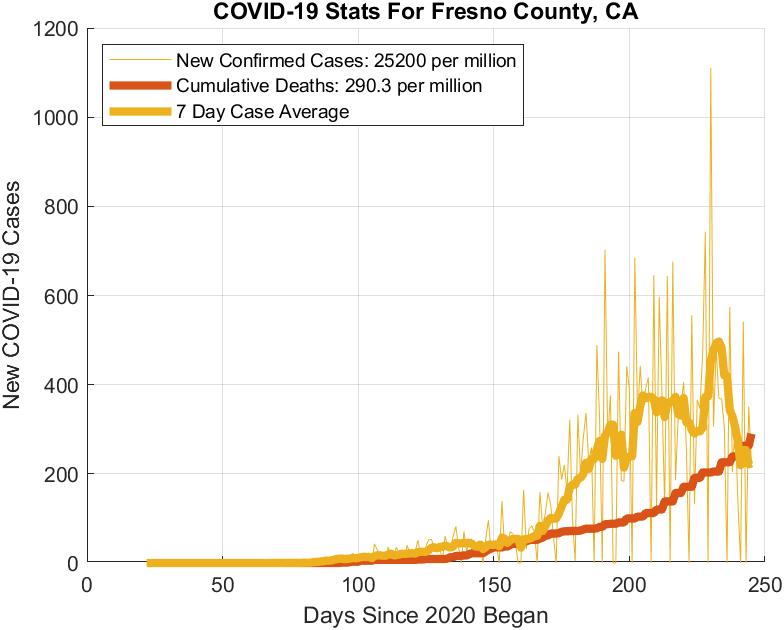 COVID-19 Stats For Fresno County, CA
1200
1000
800
600
400
200
0
New COVID-19 Cases
New Confirmed Cases: 25200 per million
Cumulative Deaths: 290.3 per million
7 Day Case Average
0
50
100
150
200
250
Days Since 2020 Began